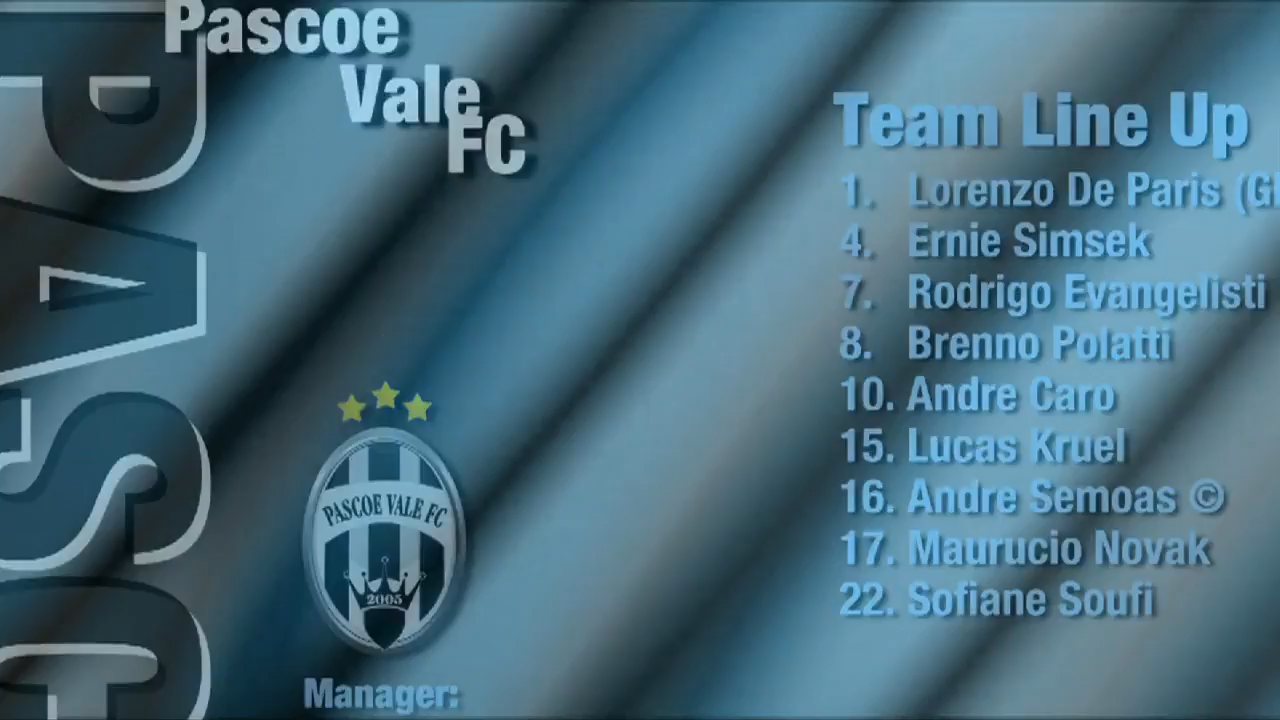 Pascoe
Vale
FC
PASC
PASCOE VALE FC
2005
Manager:
Team Line Up
1. Lorenzo De Paris (G
4. Ernie Simsek
7. Rodrigo Evangelisti
8. Brenno Polatti
10. Andre Caro
15. Lucas Kruel
16. Andre Semoas ©
17. Maurucio Novak
22. Sofiane Soufi